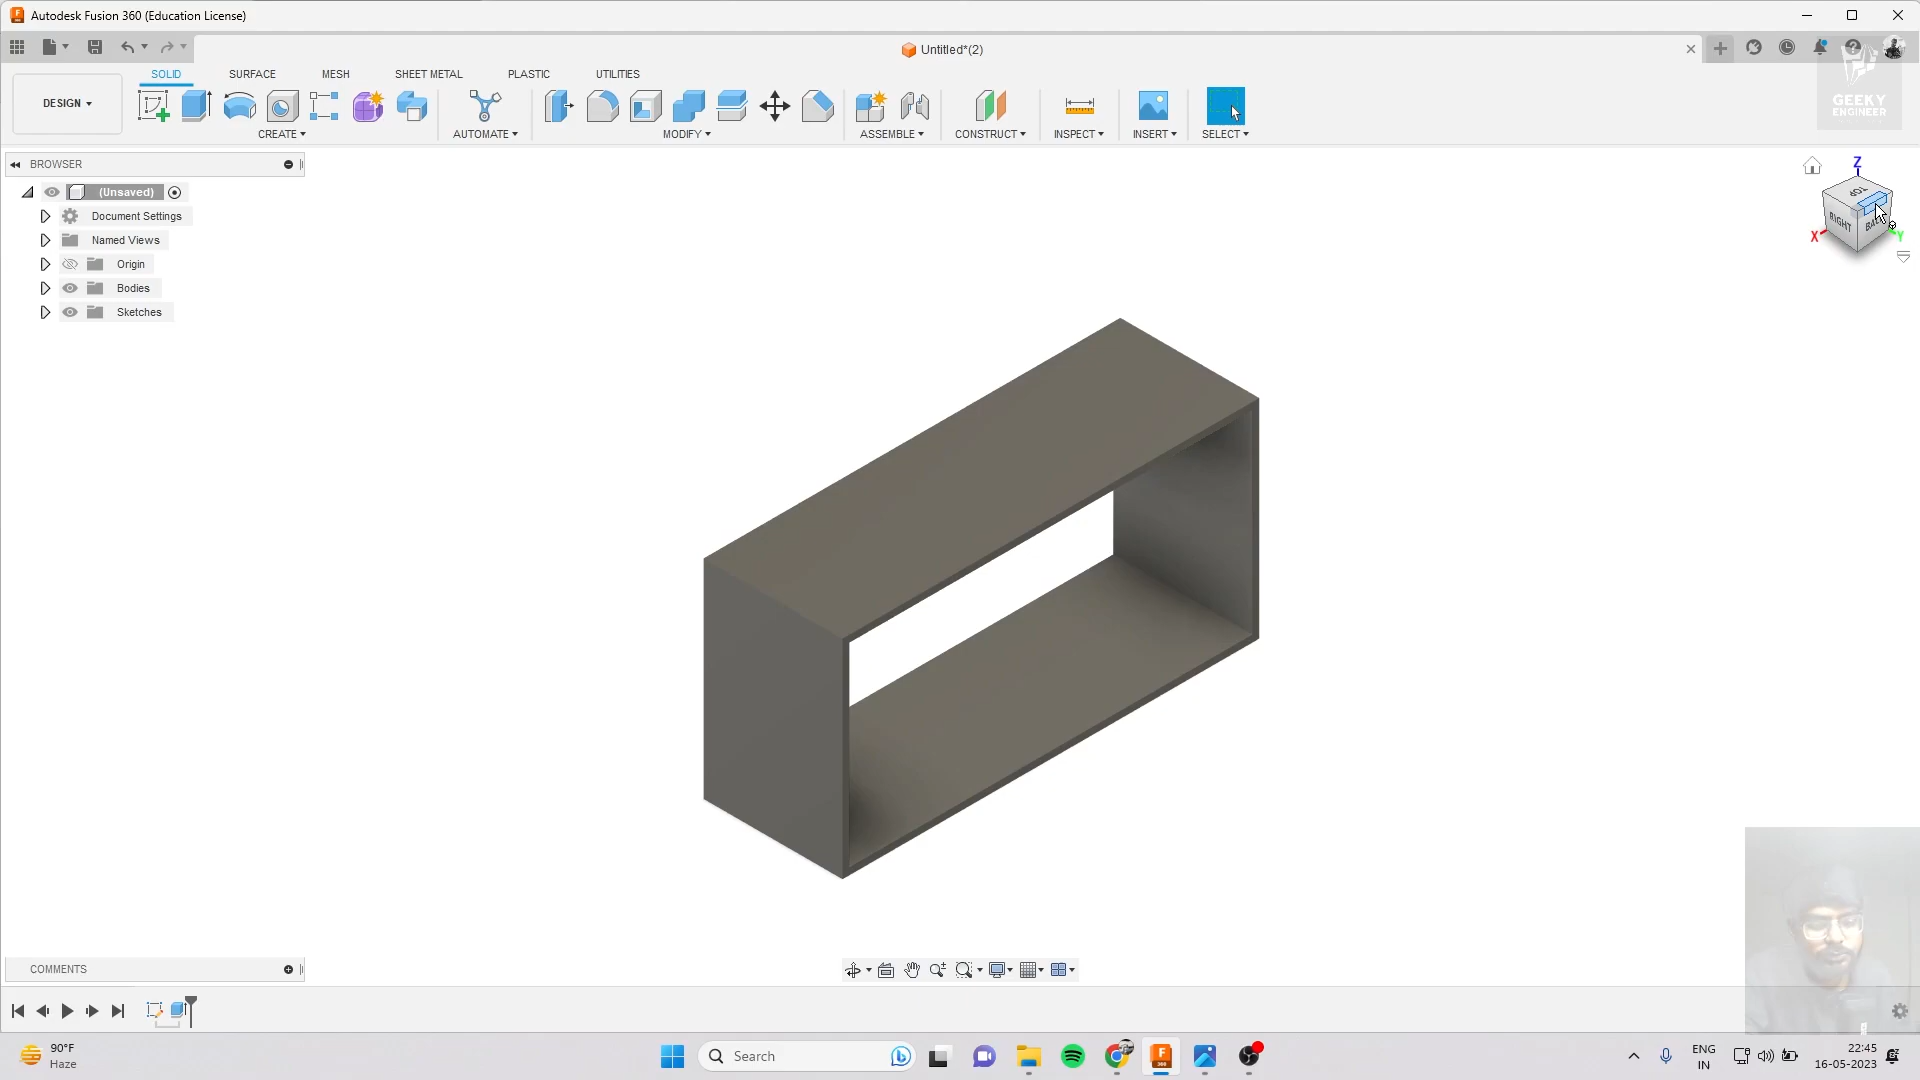 Autodesk Fusion 360 (Education License)
Untitled*(2)
DESIGN
SOLID
SURFACE
MESH
SHEET METAL
PLASTIC
UTILITIES
CREATE
AUTOMATE
MODIFY
ASSEMBLE
CONSTRUCT
INSPECT
INSERT
SELECT
GEEKY
ENGINEER
BROWSER
(Unsaved)
Document Settings
Named Views
Origin
Bodies
Sketches
Z
TOP
RIGHT
X
Y
COMMENTS
90°F
Haze
Search
ENG
IN
22:45
16-05-2023